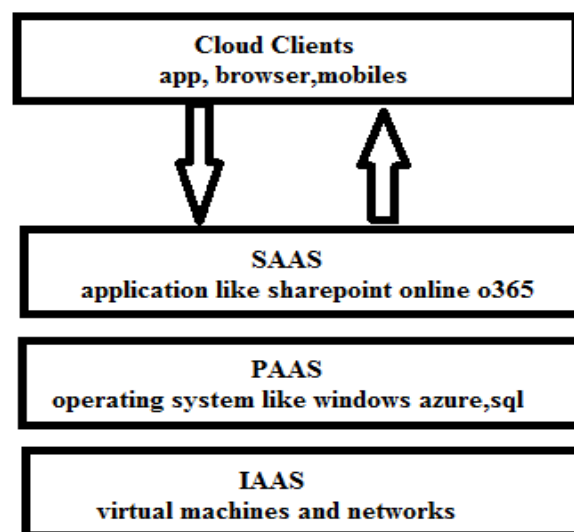 Cloud Clients
app, browser,mobiles
SAAS
application like sharepoint online o365
PAAS
operating system like windows azure,sql
IAAS
virtual machines and networks